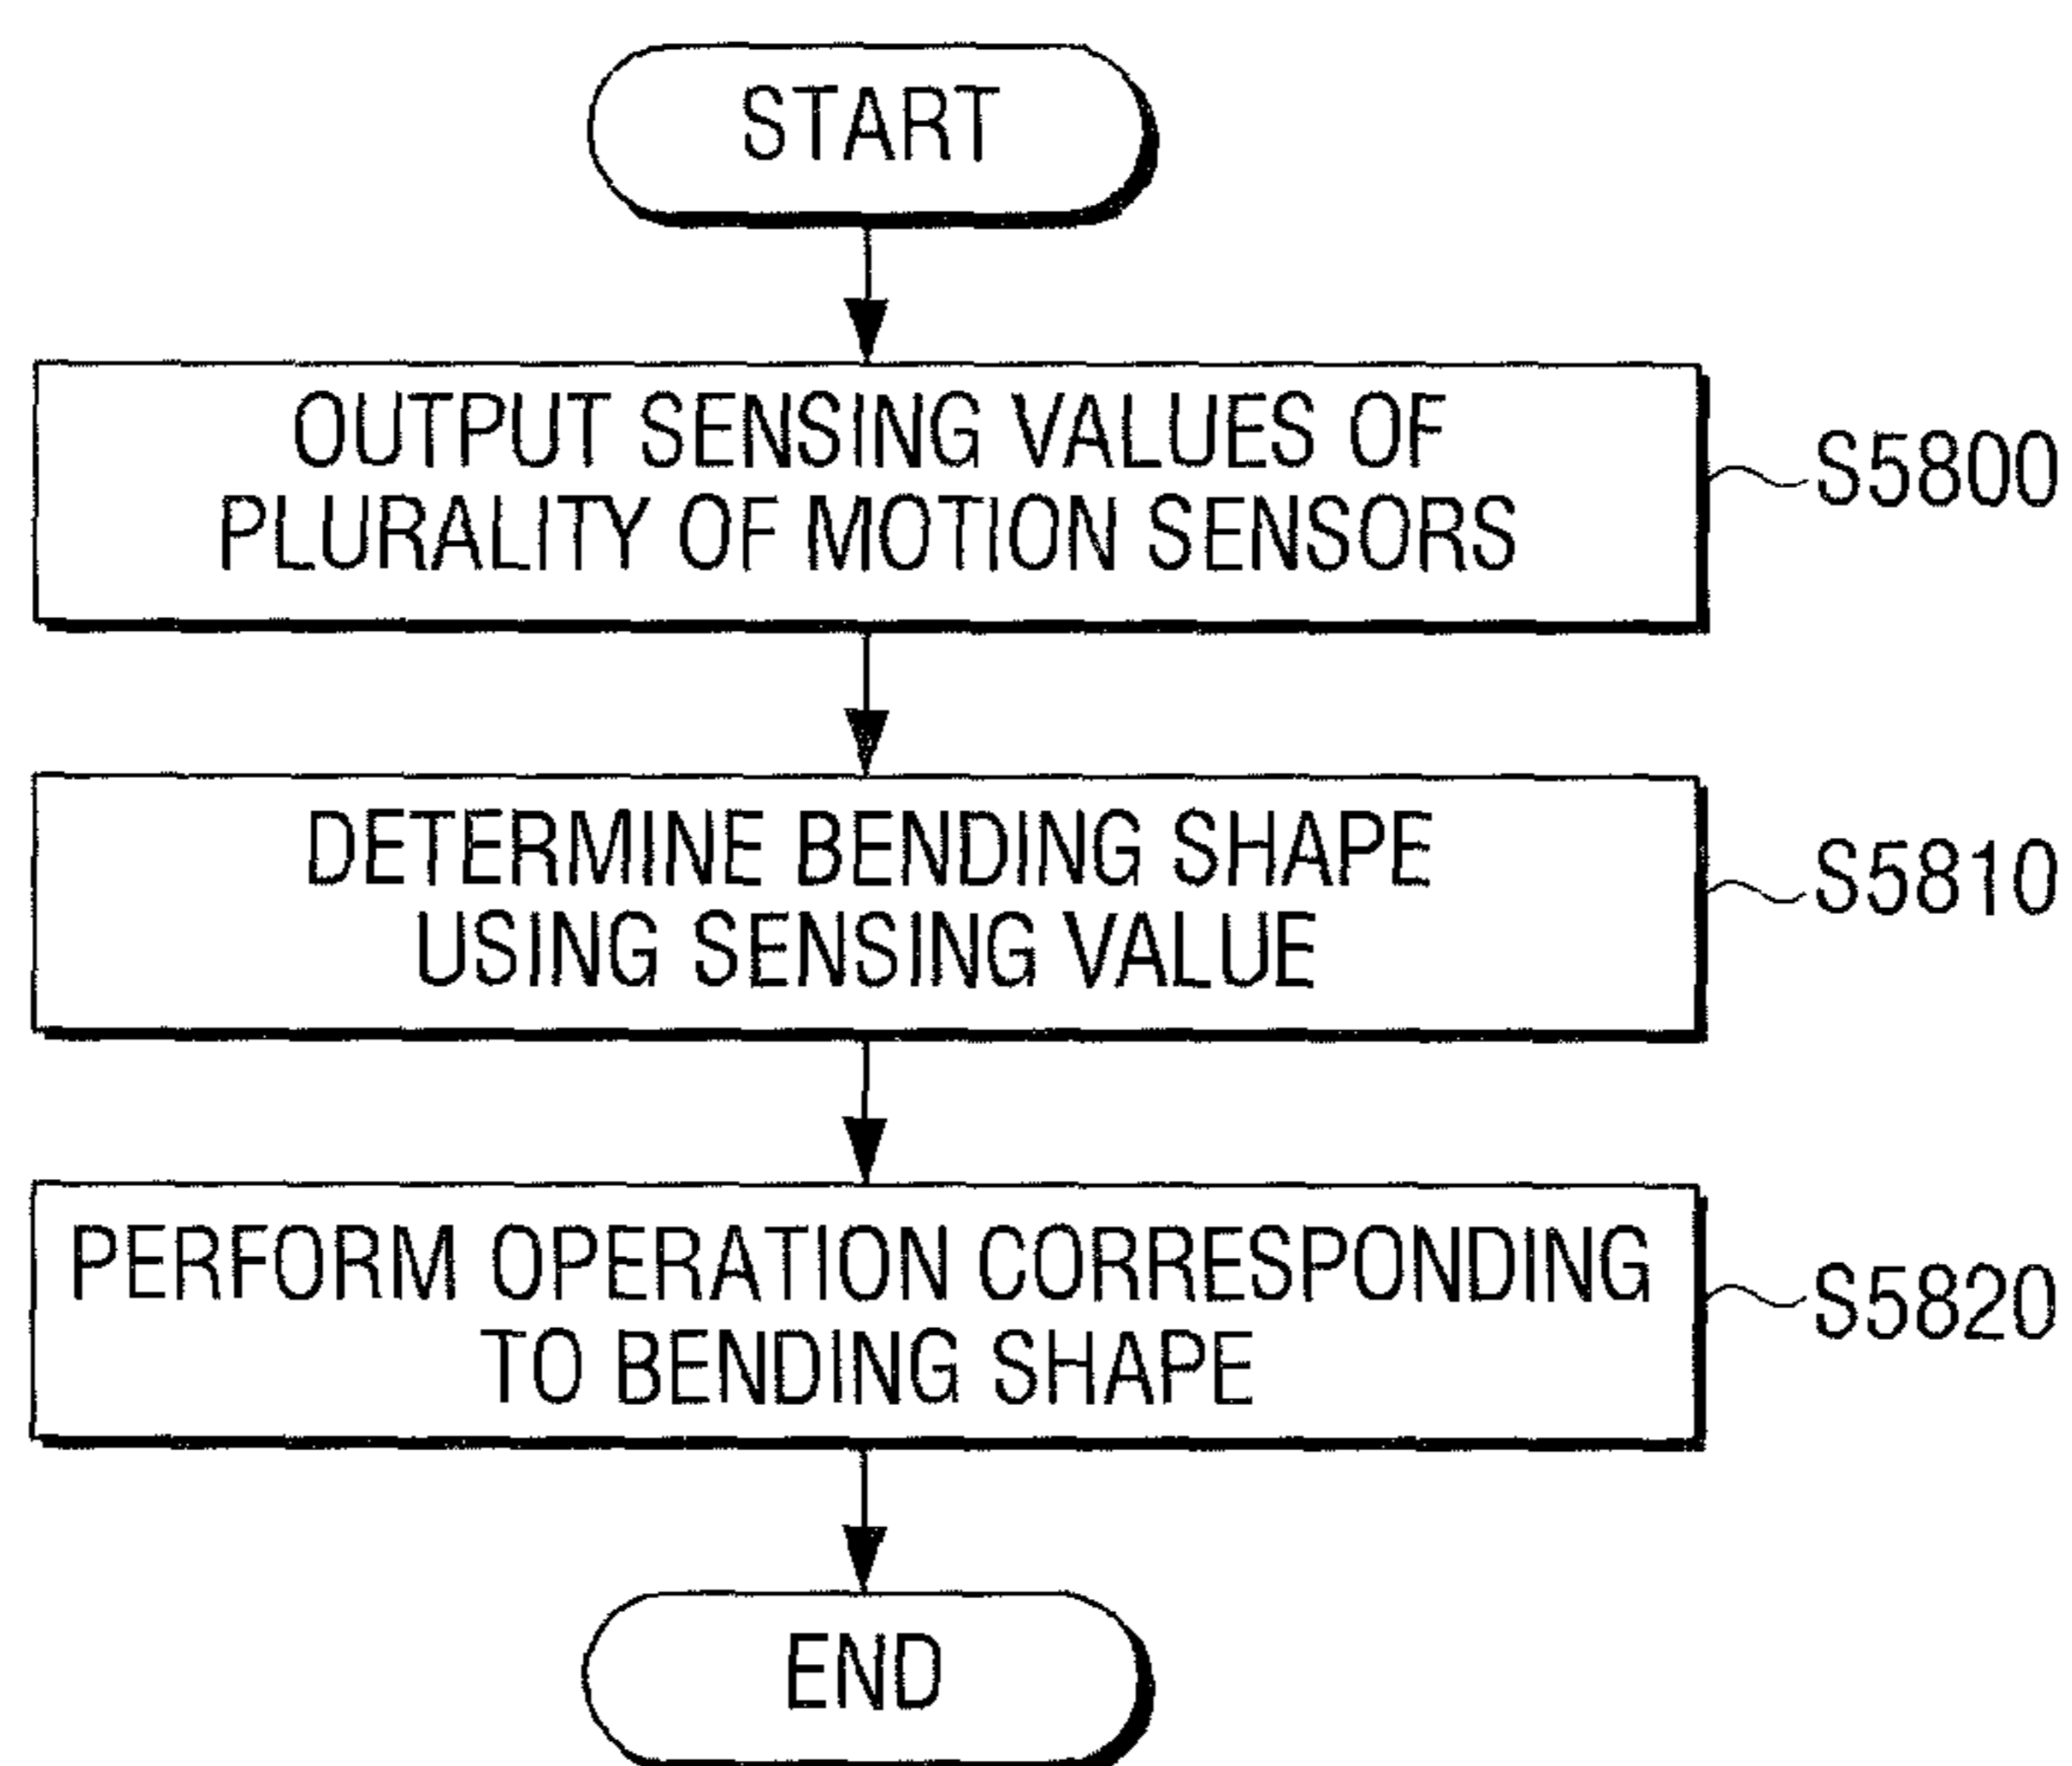 START
OUTPUT SENSING VALUES OF
PLURALITY OF MOTION SENSORS
S5800
DETERMINE BENDING SHAPE
USING SENSING VALUE
S5810
PERFORM OPERATION CORRESPONDING
TO BENDING SHAPE
S5820
END